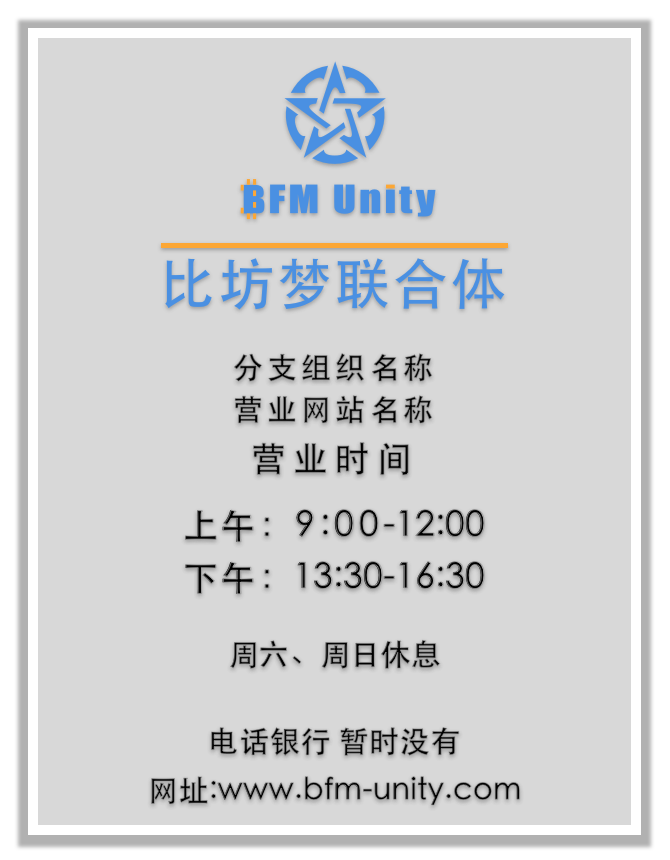 BFM Unity
比坊梦联合体
分支组织名称
营业网站名称
营业时间
上午：9:00-12:00
下午：13:30-16:30
周六、周日休息
电话银行 暂时没有
网址:www.bfm-unity.com